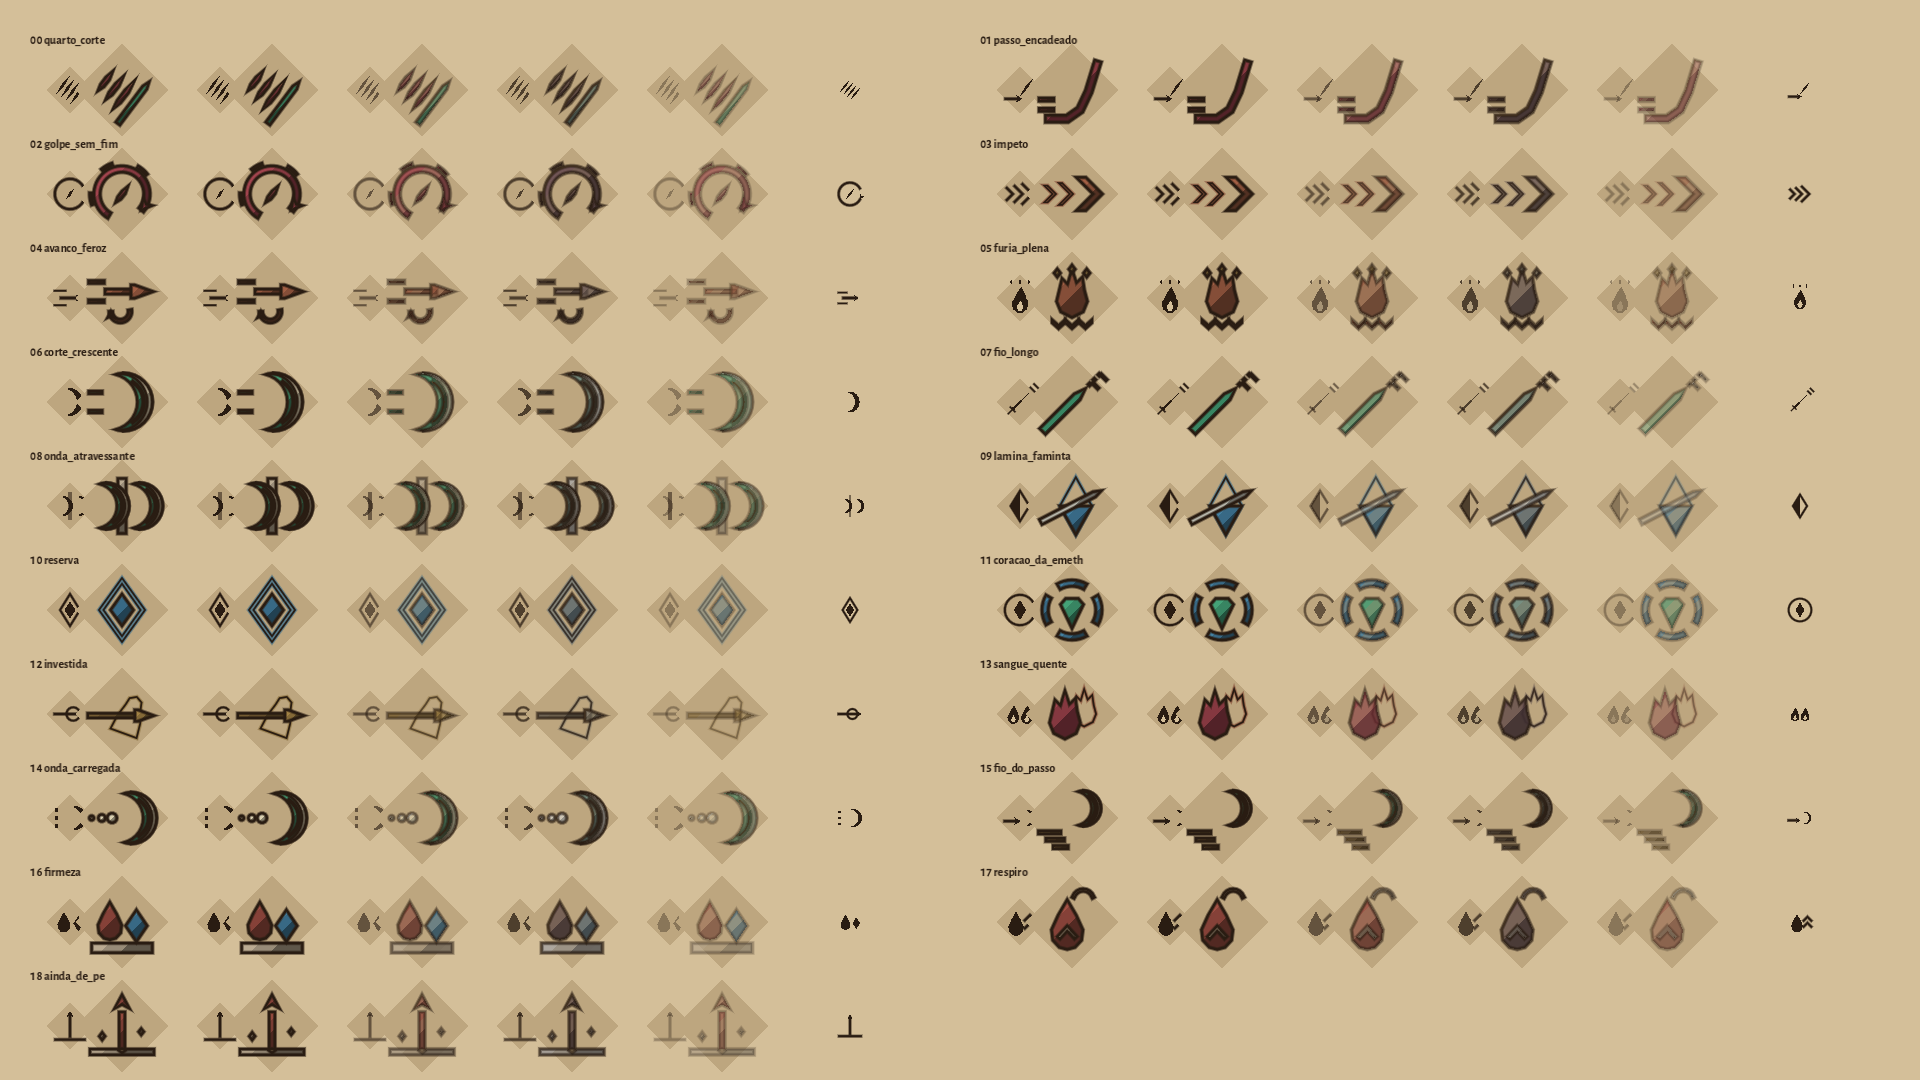 00 quarto_corte
01 passo_encadeado
02 golpe_sem_fim
03 impeto
04 avanco_feroz
05 furia_plena
06 corte_crescente
07 fio_longo
08 onda_atravessante
09 lamina_faminta
10 reserva
11 coracao_da_emeth
12 investida
13 sangue_quente
14 onda_carregada
15 fio_do_passo
16 firmeza
17 respiro
18 ainda_de_pe